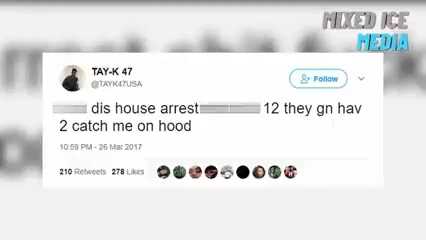 MIXED ICE
MEDIA
TAY-K 47
@TAYK47USA
Follow
dis house arrest 12 they gn hav
2 catch me on hood
10:59 PM - 26 Mar 2017
210 Retweets 278 Likes